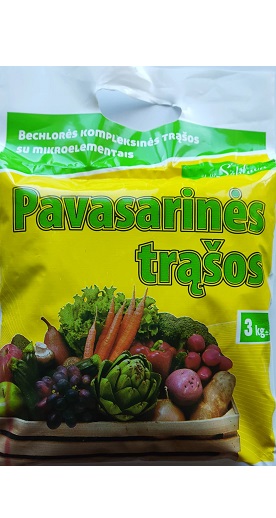 Bechlorės kompleksinės trąšos
su mikroelementais
Pavasarinės
trąšos
3 kg